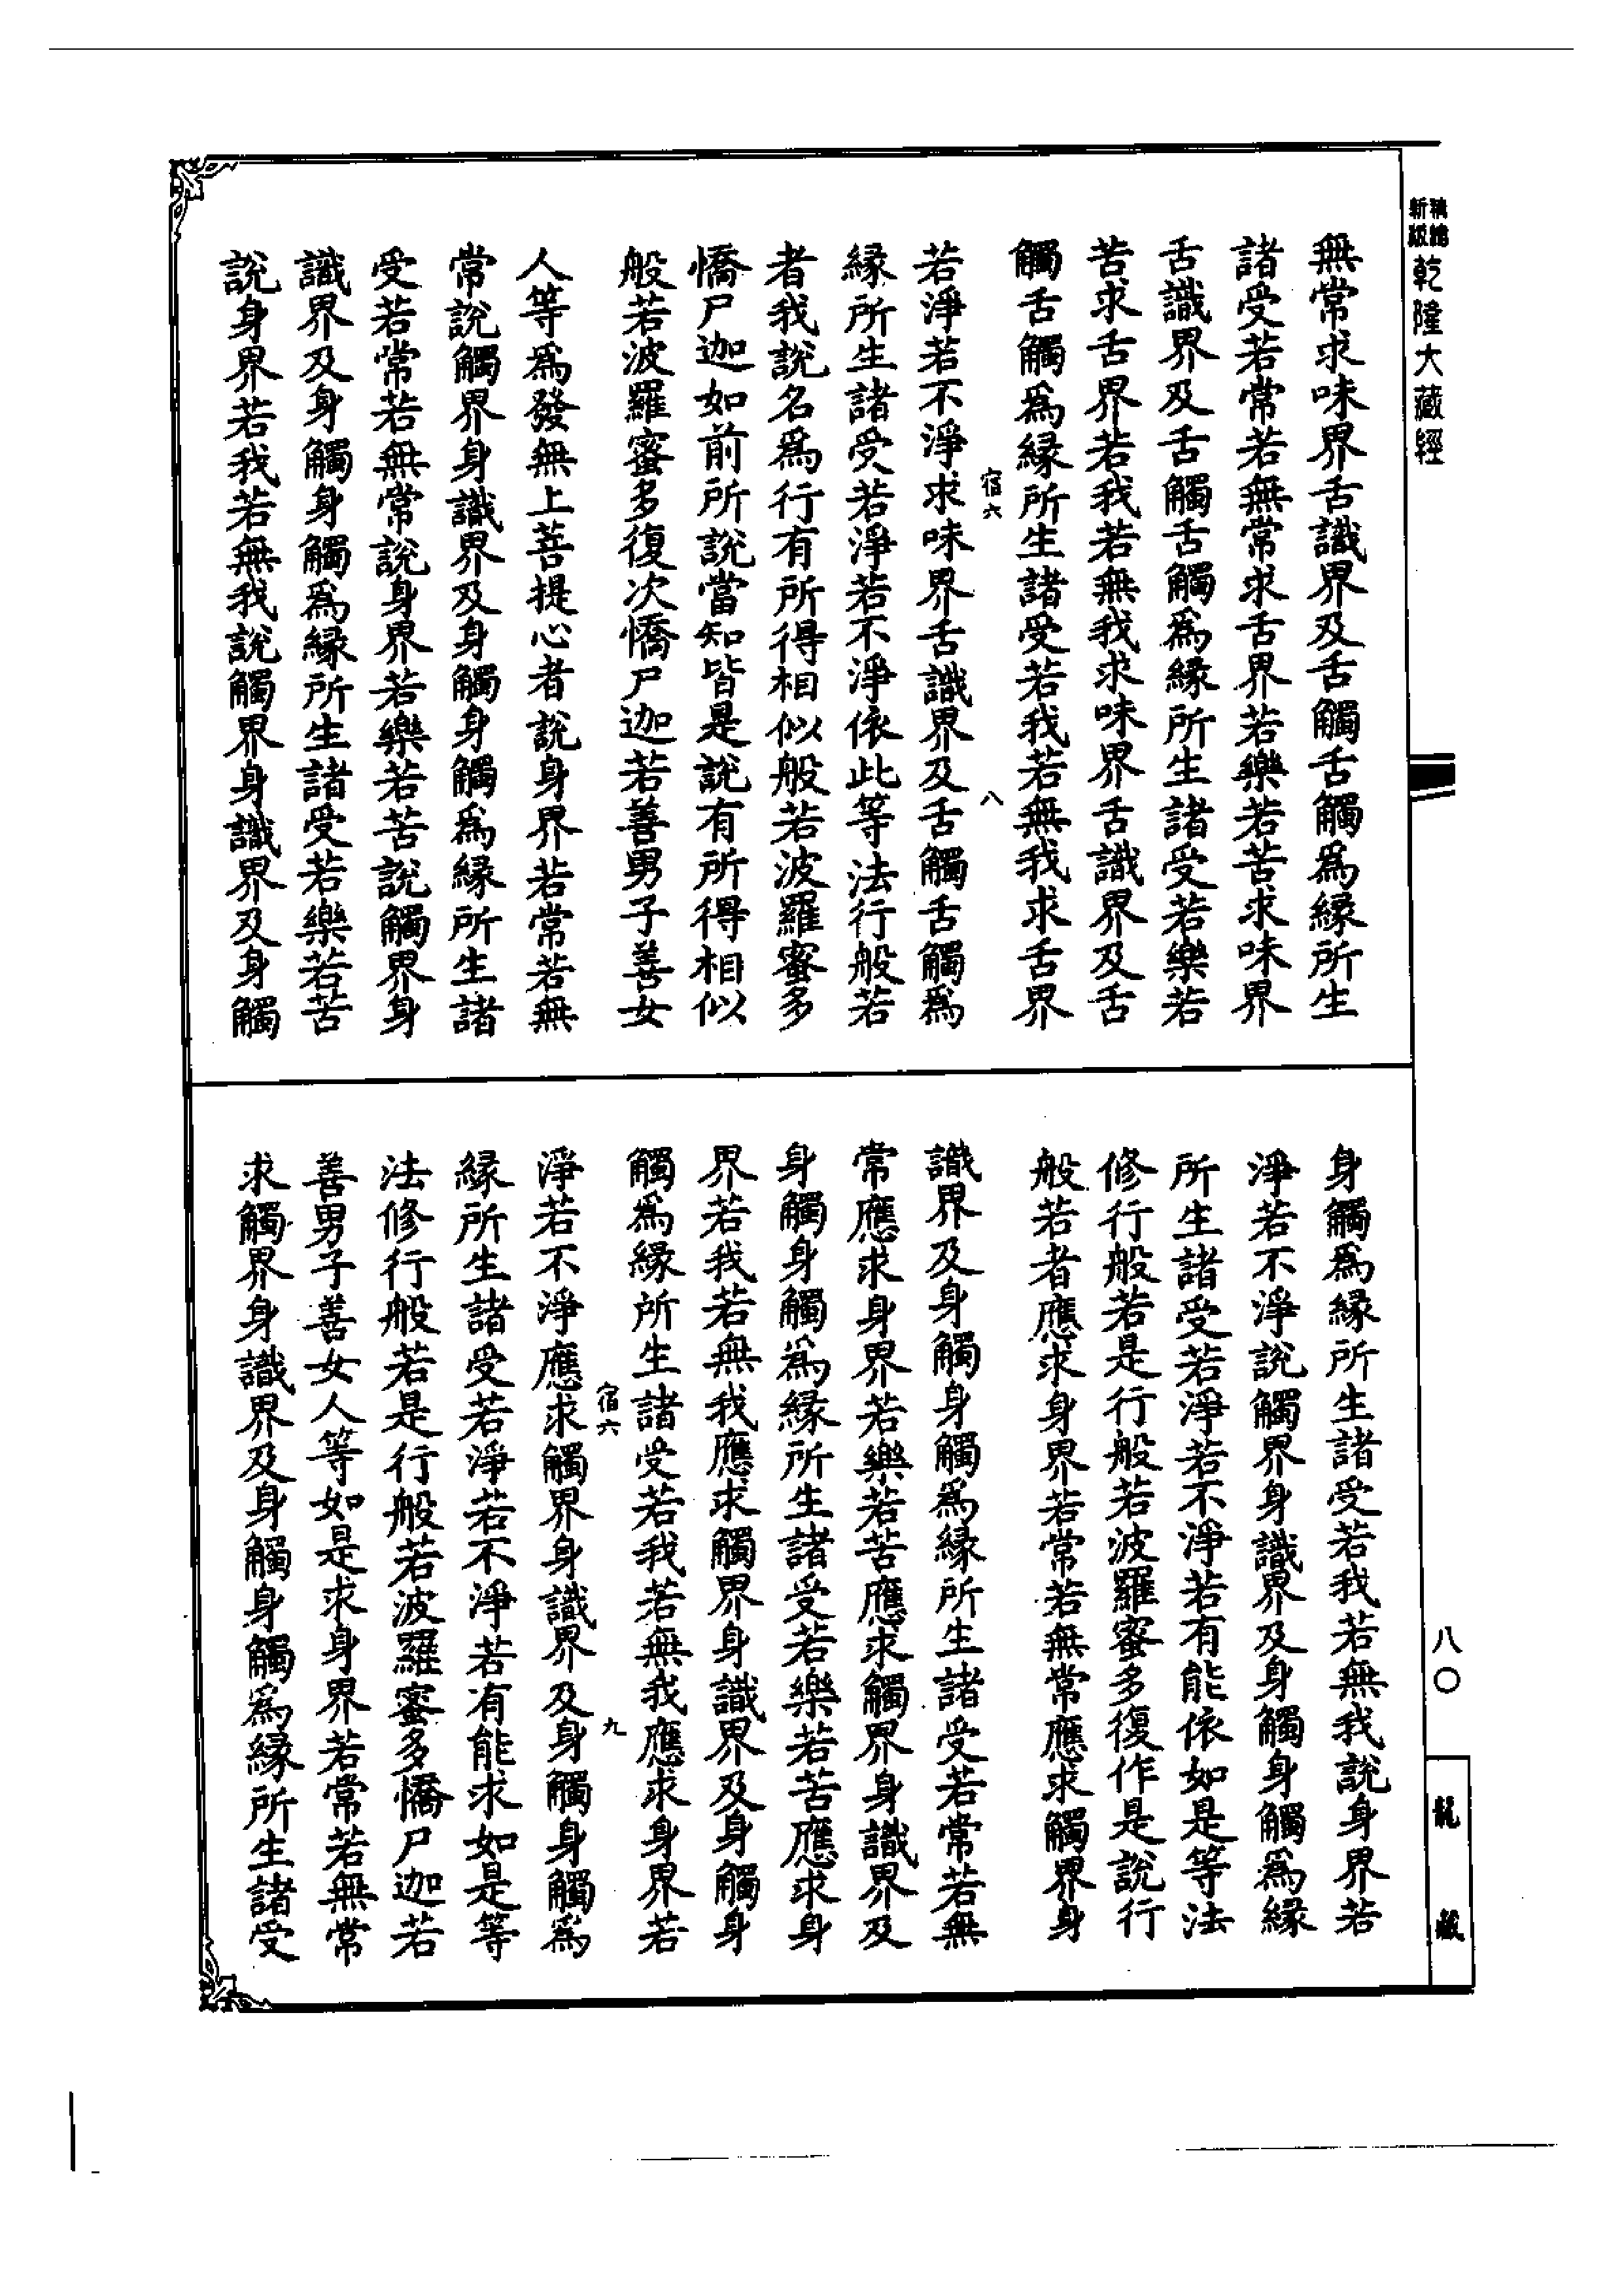 新編
縮版
乾隆大藏經
無常求味界舌識界及舌觸舌觸爲緣所生
諸受若常若無常求舌界若樂若苦求味界
舌識界及舌觸舌觸爲緣所生諸受若樂若
苦求舌界若我若無我求味界舌識界及舌
觸舌觸爲緣所生諸受若我若無我求舌界
宿六
八
若淨若不淨求味界舌識界及舌觸舌觸爲
緣所生諸受若淨若不淨依此等法行般若
者我說名爲行有所得相似般若波羅蜜多
憍尸迦如前所說當知皆是說有所得相似
般若波羅蜜多復次憍尸迦若善男子善女
人等爲發無上菩提心者說身界若常若無
常說觸界身識界及身觸身觸爲緣所生諸
受若常若無常說身界若樂若苦說觸界身
識界及身觸身觸爲緣所生諸受若樂若苦
說身界若我若無我說觸界身識界及身觸
身觸爲緣所生諸受若我若無我說身界若
淨若不淨說觸界身識界及身觸身觸爲緣
所生諸受若淨若不淨若有能依如是等法
修行般若是行般若波羅蜜多復作是說行
般若者應求身界若常若無常應求觸界身
識界及身觸身觸爲緣所生諸受若常若無
常應求身界若樂若苦應求觸界身識界及
身觸身觸爲緣所生諸受若樂若苦應求身
界若我若無我應求觸界身識界及身觸身
觸爲緣所生諸受若我若無我應求身界若
宿六
九
淨若不淨應求觸界身識界及身觸身觸爲
緣所生諸受若淨若不淨若有能求如是等
法修行般若是行般若波羅蜜多憍尸迦若
善男子善女人等如是求身界若常若無常
求觸界身識界及身觸身觸爲緣所生諸受
八〇
龍藏